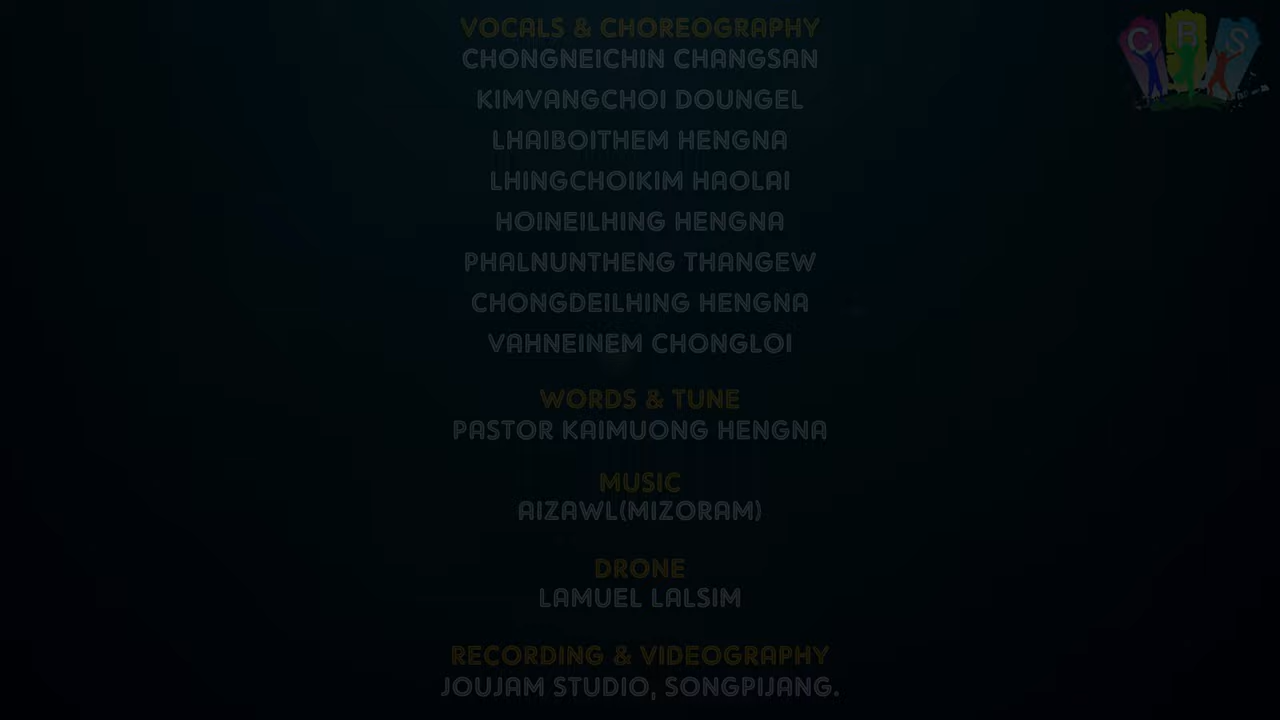 VOCALS & CHOREOGRAPHY
CBS
CHONGNEICHIN CHANGSAN
KIMVANGCHOI DOUNGEL
LHAIBOITHEM HENGNA
LHINGCHOIKIM HAOLAI
HOINEILHING HENGNA
PHALNUNTHENG THANGEW
CHONGDEILHING HENGNA
VAHNEINEM CHONGLOI
WORDS & TUNE
PASTOR KAIMUONG HENGNA
MUSIC
AIZAWL(MIZORAM)
DRONE
LAMUEL LALSIM
RECORDING & VIDEOGRAPHY
JOUJAM STUDIO, SONGPIJANG.